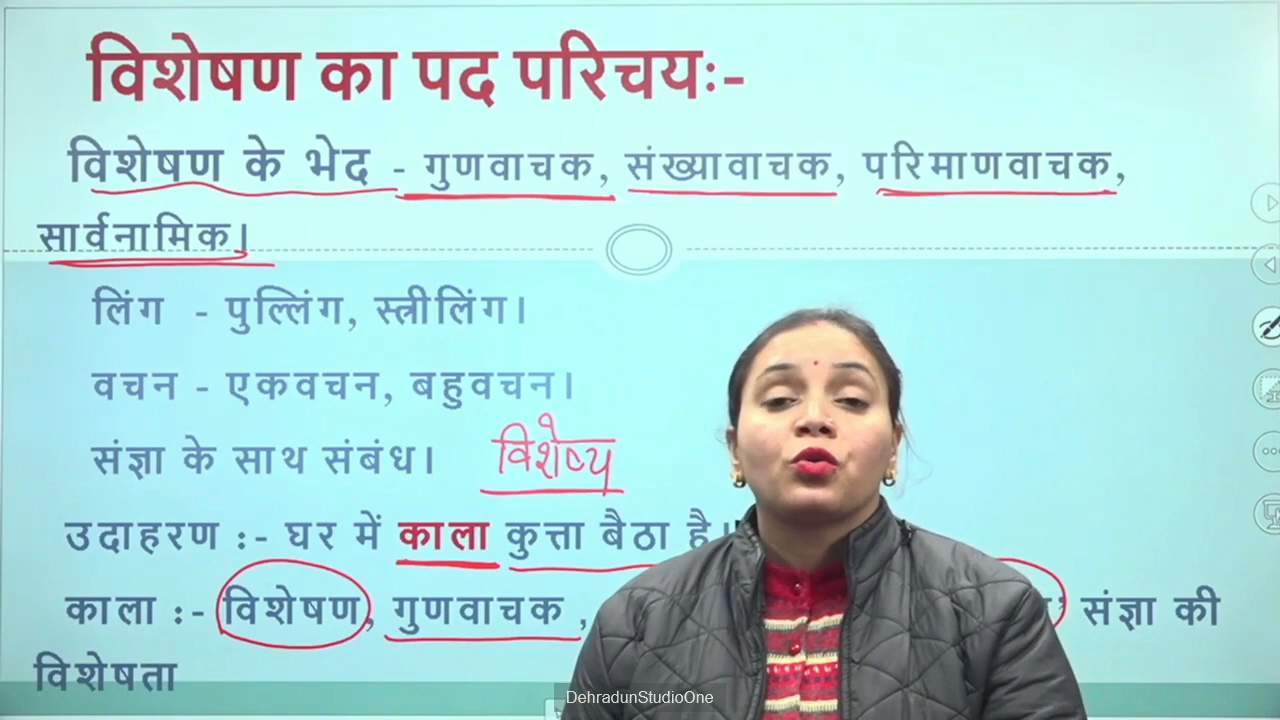 विशेषण का पद परिचयः-
विशेषण के भेद - गुणवाचक, संख्यावाचक, परिमाणवाचक,
सार्वनामिक।
लिंग - पुल्लिंग, स्त्रीलिंग।
वचन - एकवचन, बहुवचन।
संज्ञा के साथ संबंध। विशेष्य
उदाहरण :- घर में काला कुत्ता बैठा है।
काला :- विशेषण, गुणवाचक , संज्ञा की
विशेषता
DehradunStudioOne